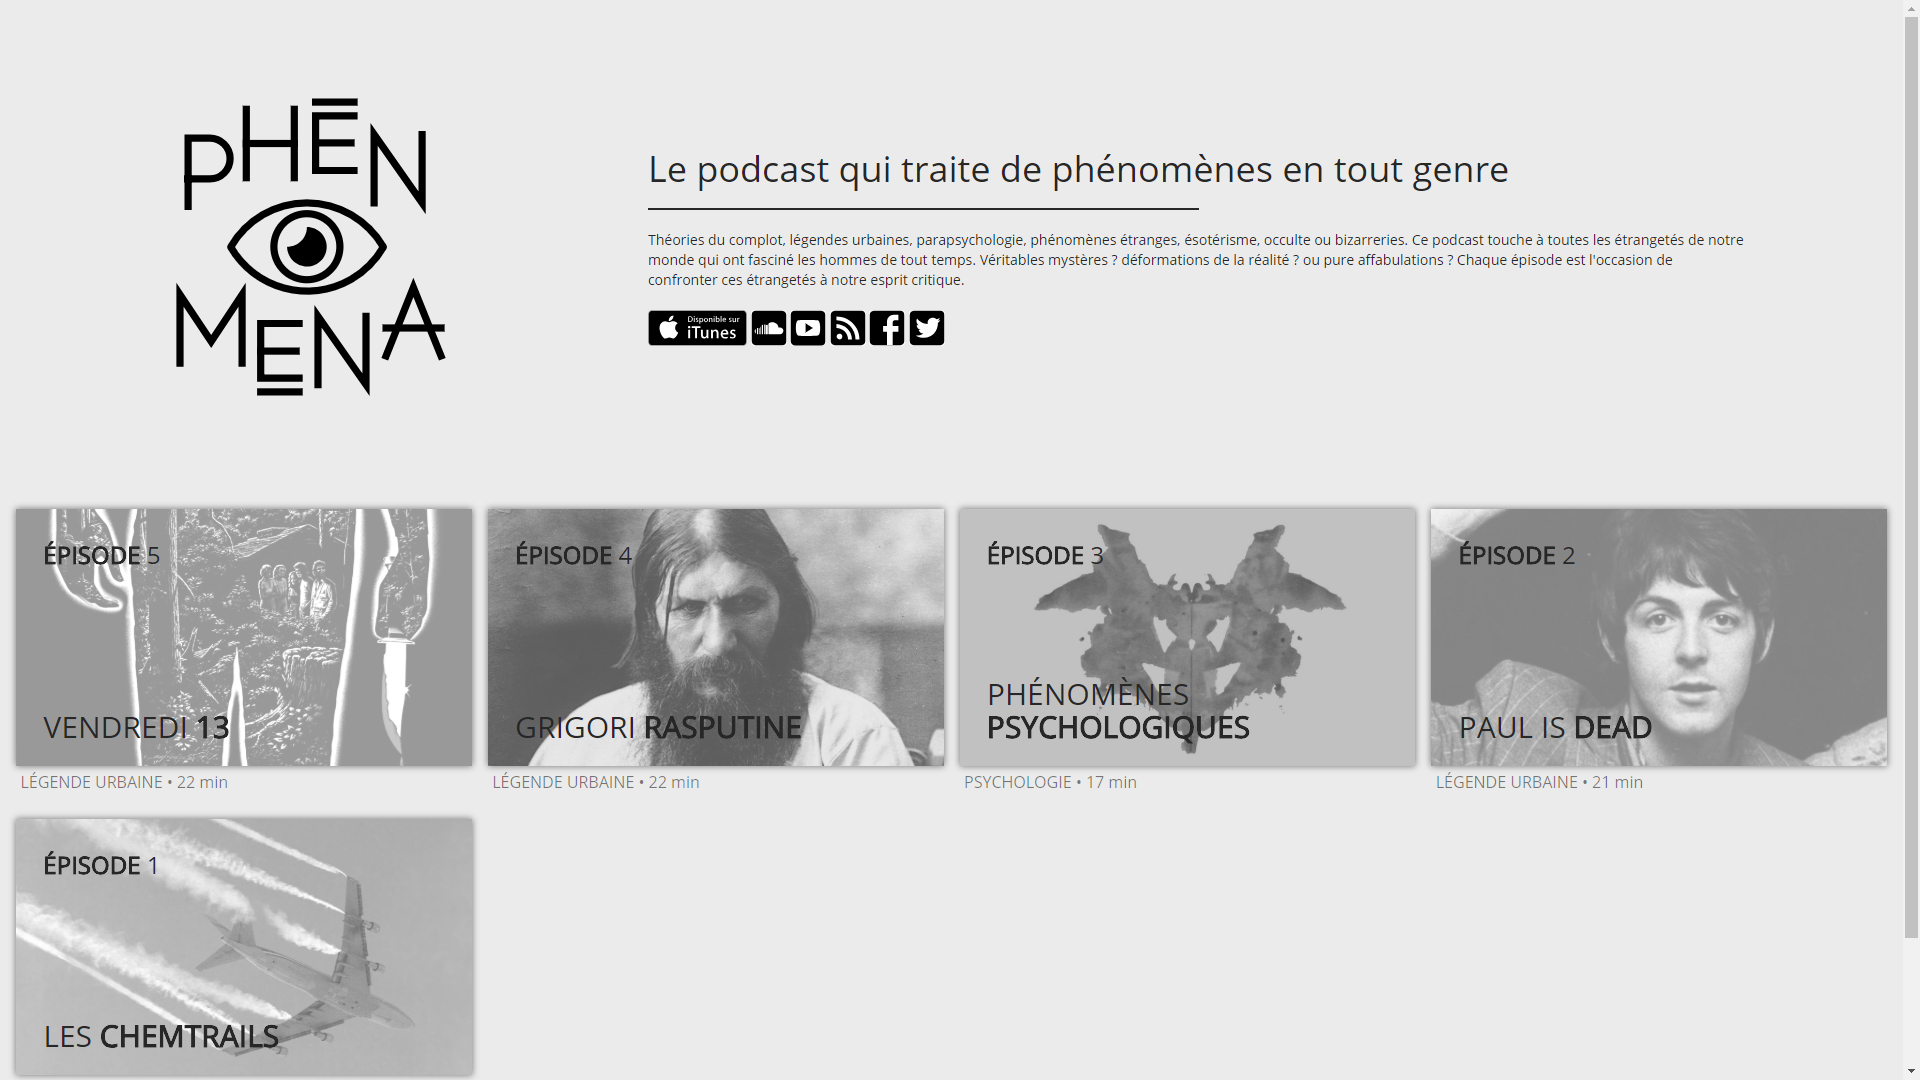 PHEN
MENA
Le podcast qui traite de phénomènes en tout genre
Théories du complot, légendes urbaines, parapsychologie, phénomènes étranges, ésotérisme, occulte ou bizarreries. Ce podcast touche à toutes les étrangetés de notre
monde qui ont fasciné les hommes de tout temps. Véritables mystères ? déformations de la réalité ? ou pure affabulations ? Chaque épisode est l'occasion de
confronter ces étrangetés à notre esprit critique.
Disponible sur
iTunes
ÉPISODE 5
VENDREDI 13
LÉGENDE URBAINE • 22 min
ÉPISODE 4
GRIGORI RASPUTINE
LÉGENDE URBAINE • 22 min
ÉPISODE 3
PHÉNOMÈNES
PSYCHOLOGIQUES
PSYCHOLOGIE • 17 min
ÉPISODE 2
PAUL IS DEAD
LÉGENDE URBAINE • 21 min
ÉPISODE 1
LES CHEMTRAILS